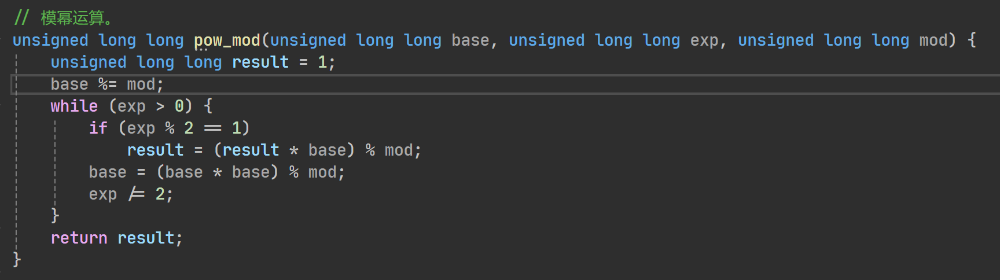 // 模幂运算。
unsigned long long pow_mod(unsigned long long base, unsigned long long exp, unsigned long long mod) {
    unsigned long long result = 1;
    base %= mod;
    while (exp > 0) {
        if (exp % 2 == 1)
            result = (result * base) % mod;
        base = (base * base) % mod;
        exp /= 2;
    }
    return result;
}